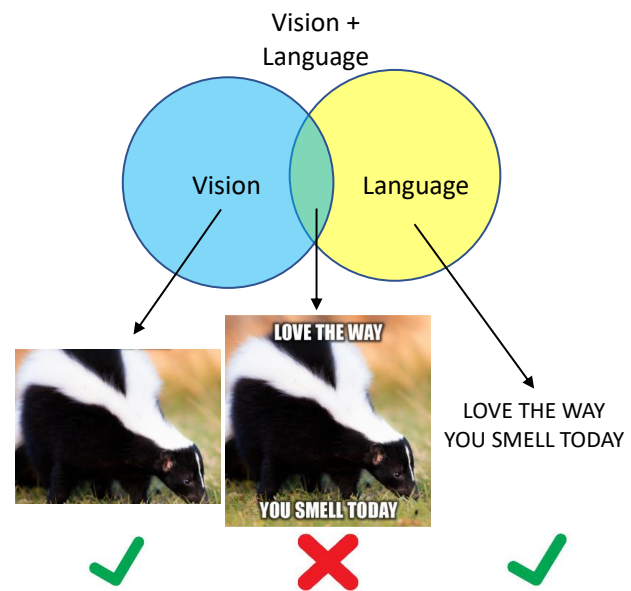 Vision +
Language
Vision
Language
LOVE THE WAY
YOU SMELL TODAY
LOVE THE WAY
YOU SMELL TODAY